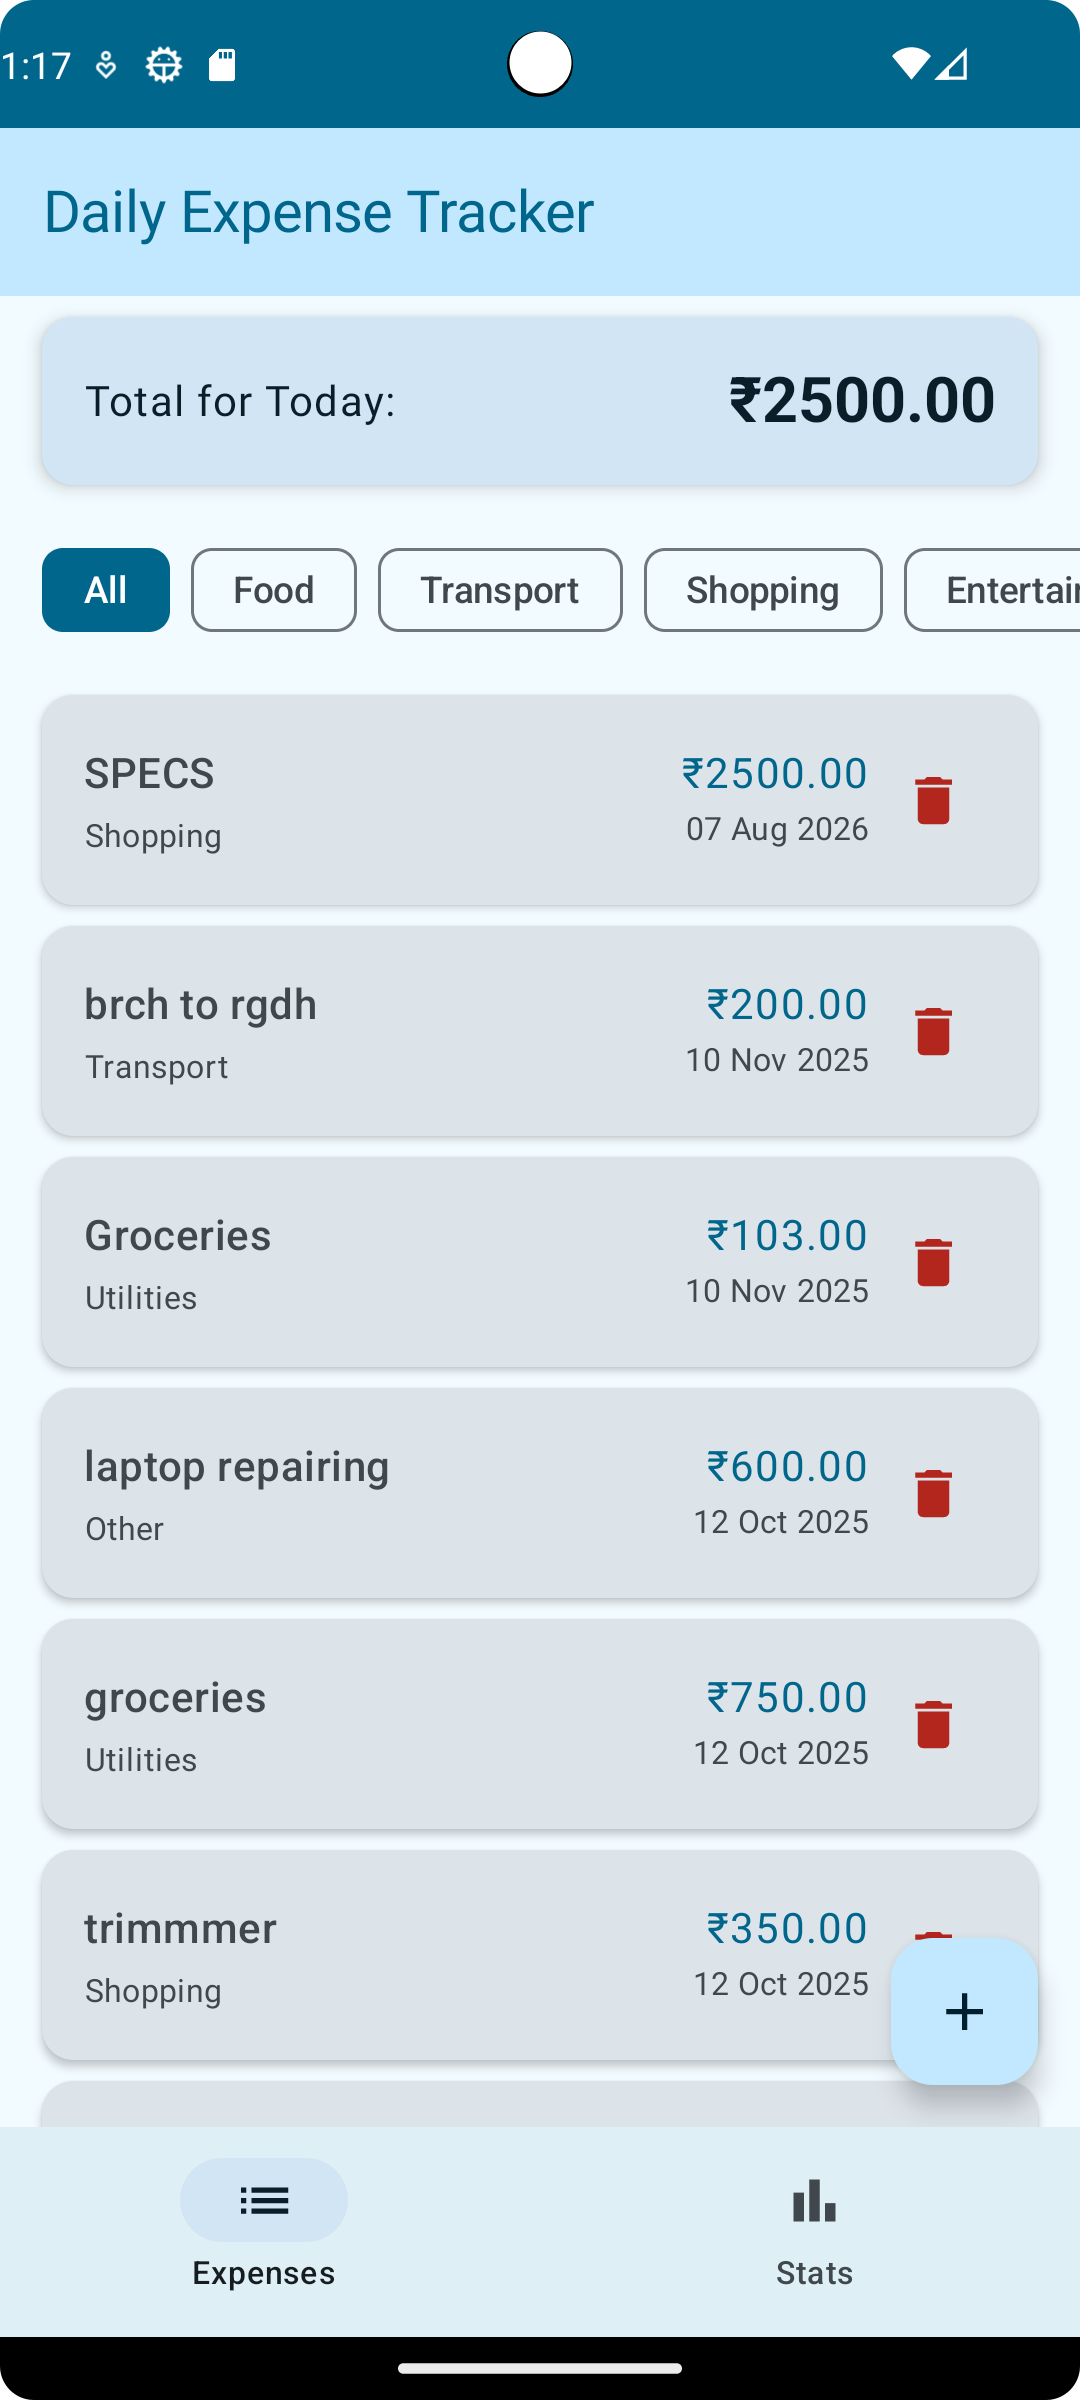 1:17
Daily Expense Tracker
Total for Today: ₹2500.00
All Food Transport Shopping Entertai
SPECS ₹2500.00
Shopping 07 Aug 2026
brch to rgdh ₹200.00
Transport 10 Nov 2025
Groceries ₹103.00
Utilities 10 Nov 2025
laptop repairing ₹600.00
Other 12 Oct 2025
groceries ₹750.00
Utilities 12 Oct 2025
trimmmer ₹350.00
Shopping 12 Oct 2025
Expenses Stats